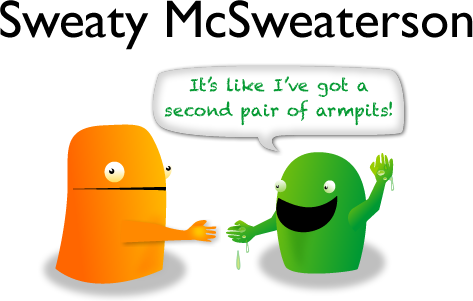 Sweaty McSweaterson
It's like I've got a
second pair of armpits!